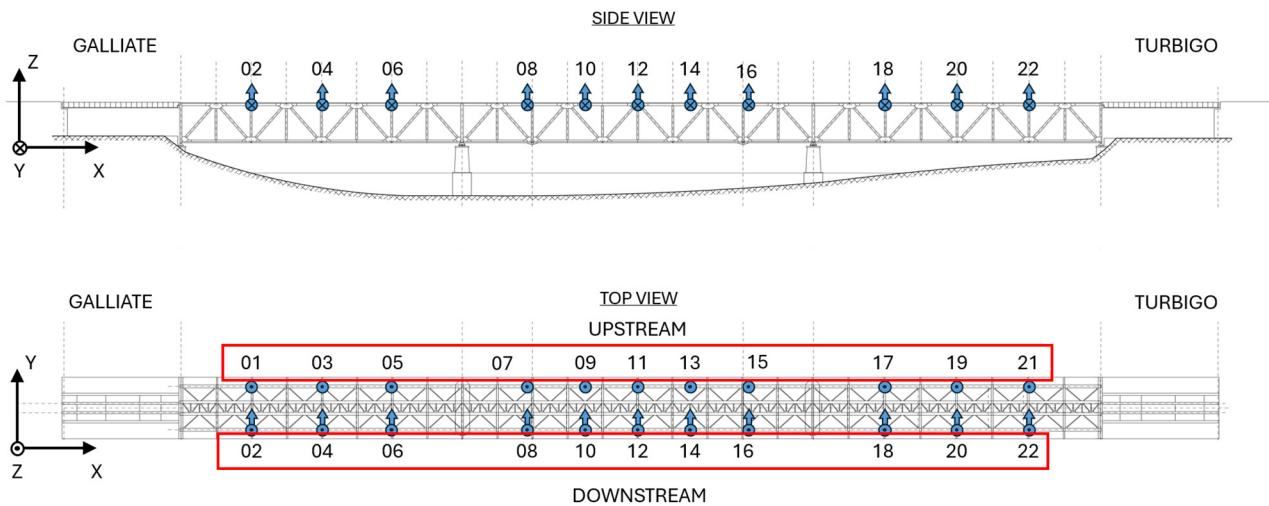 SIDE VIEW
GALLIATE TURBIGO
Z 02 04 06 08 10 12 14 16 18 20 22
Y X
GALLIATE TOP VIEW TURBIGO
UPSTREAM
Y 01 03 05 07 09 11 13 15 17 19 21
Z X 02 04 06 08 10 12 14 16 18 20 22
DOWNSTREAM